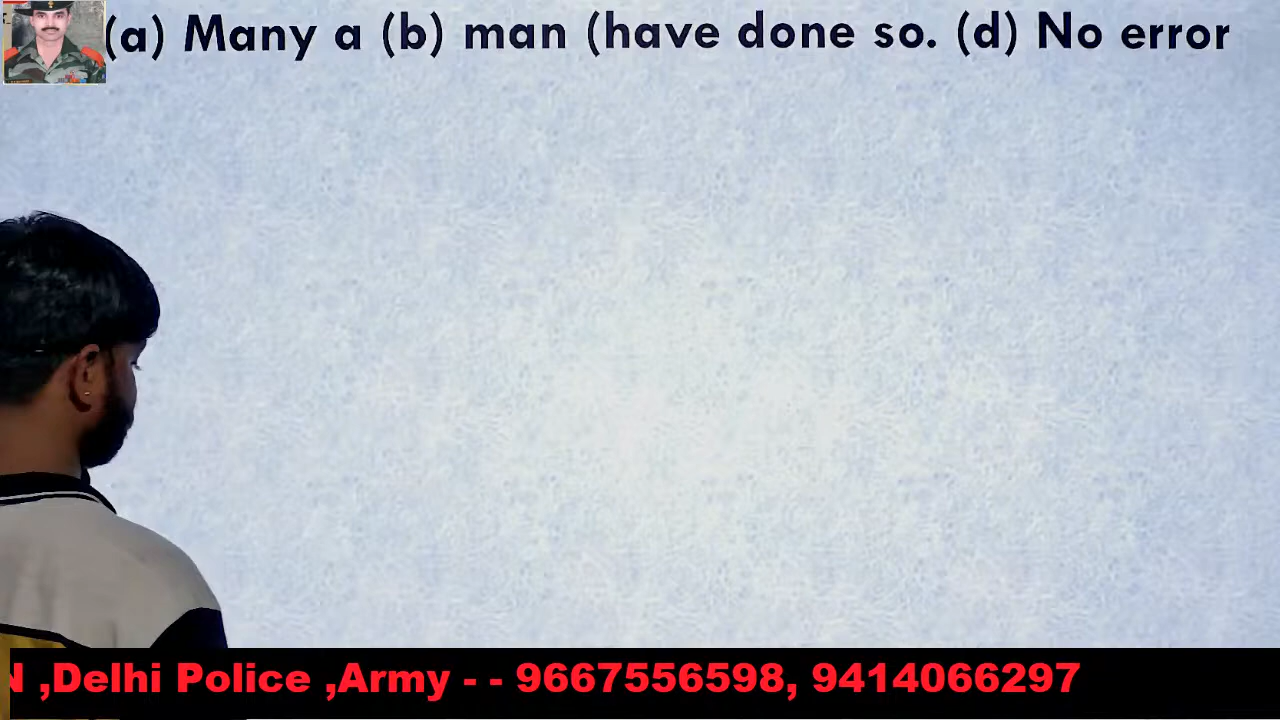 (a) Many a (b) man (have done so. (d) No error
N ,Delhi Police ,Army - - 9667556598, 9414066297